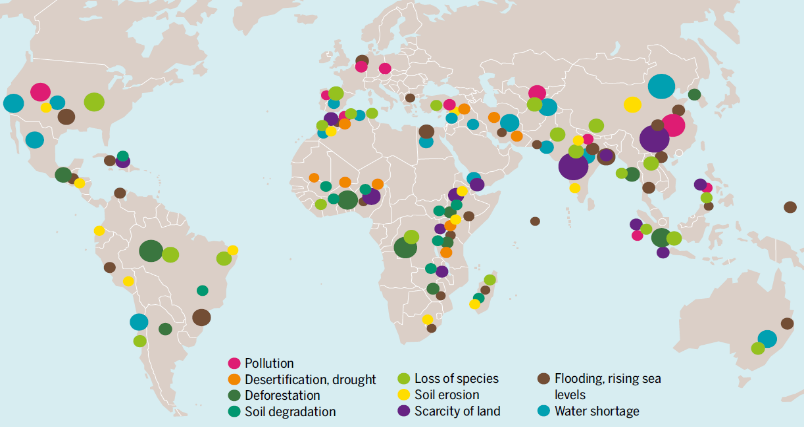 Pollution
Desertification, drought
Deforestation
Soil degradation
Loss of species
Soil erosion
Scarcity of land
Flooding, rising sea
levels
Water shortage